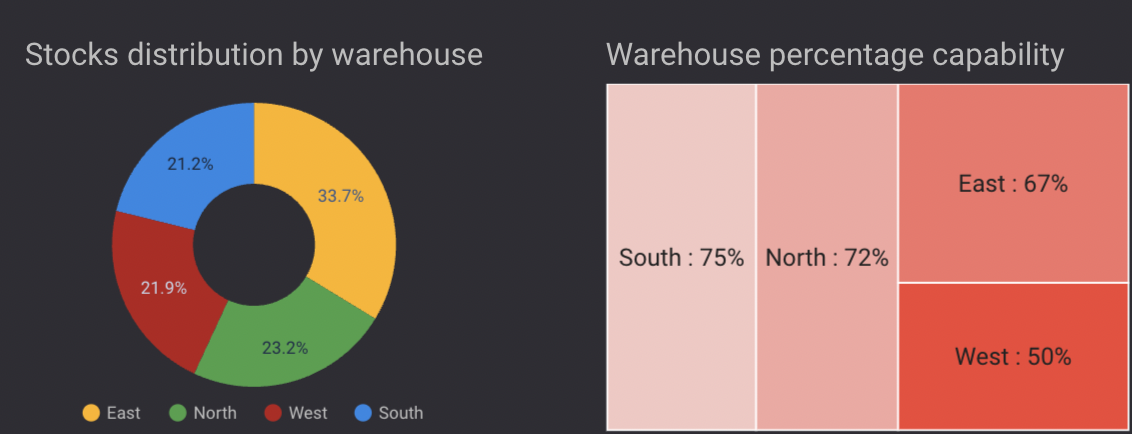 Stocks distribution by warehouse
21.2%
33.7%
21.9%
23.2%
East
North
West
South
Warehouse percentage capability
South : 75%
North : 72%
East : 67%
West : 50%